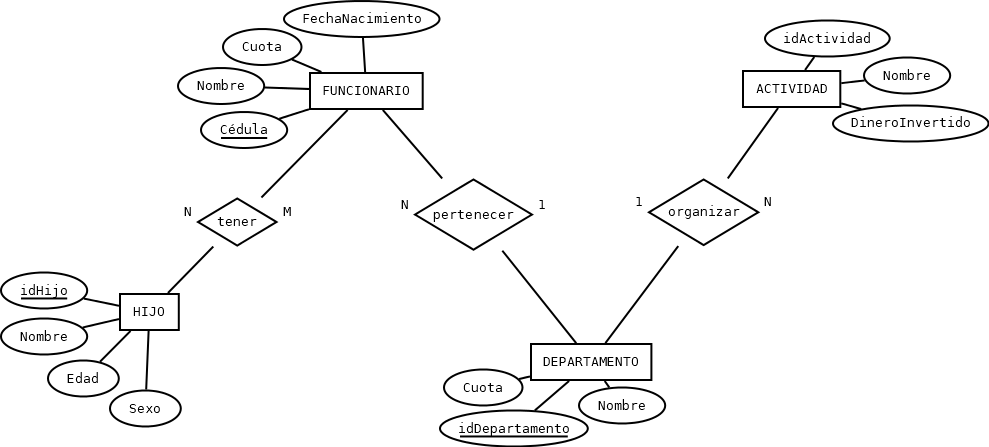 FechaNacimiento
idActividad
Cuota
Nombre
Nombre
FUNCIONARIO
ACTIVIDAD
DineroInvertido
Cédula
N
M
N
1
1
N
tener
pertenecer
organizar
idHijo
HIJO
Nombre
DEPARTAMENTO
Edad
Cuota
Sexo
Nombre
idDepartamento